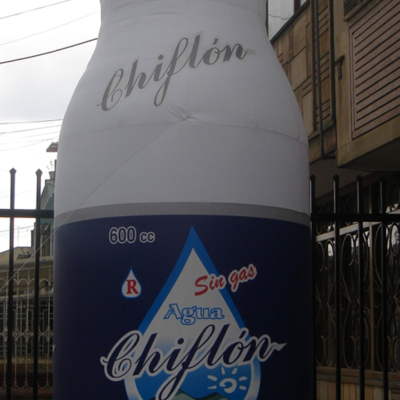 Chiflón
600 cc
R
Sin gas
Agua
Chiflón